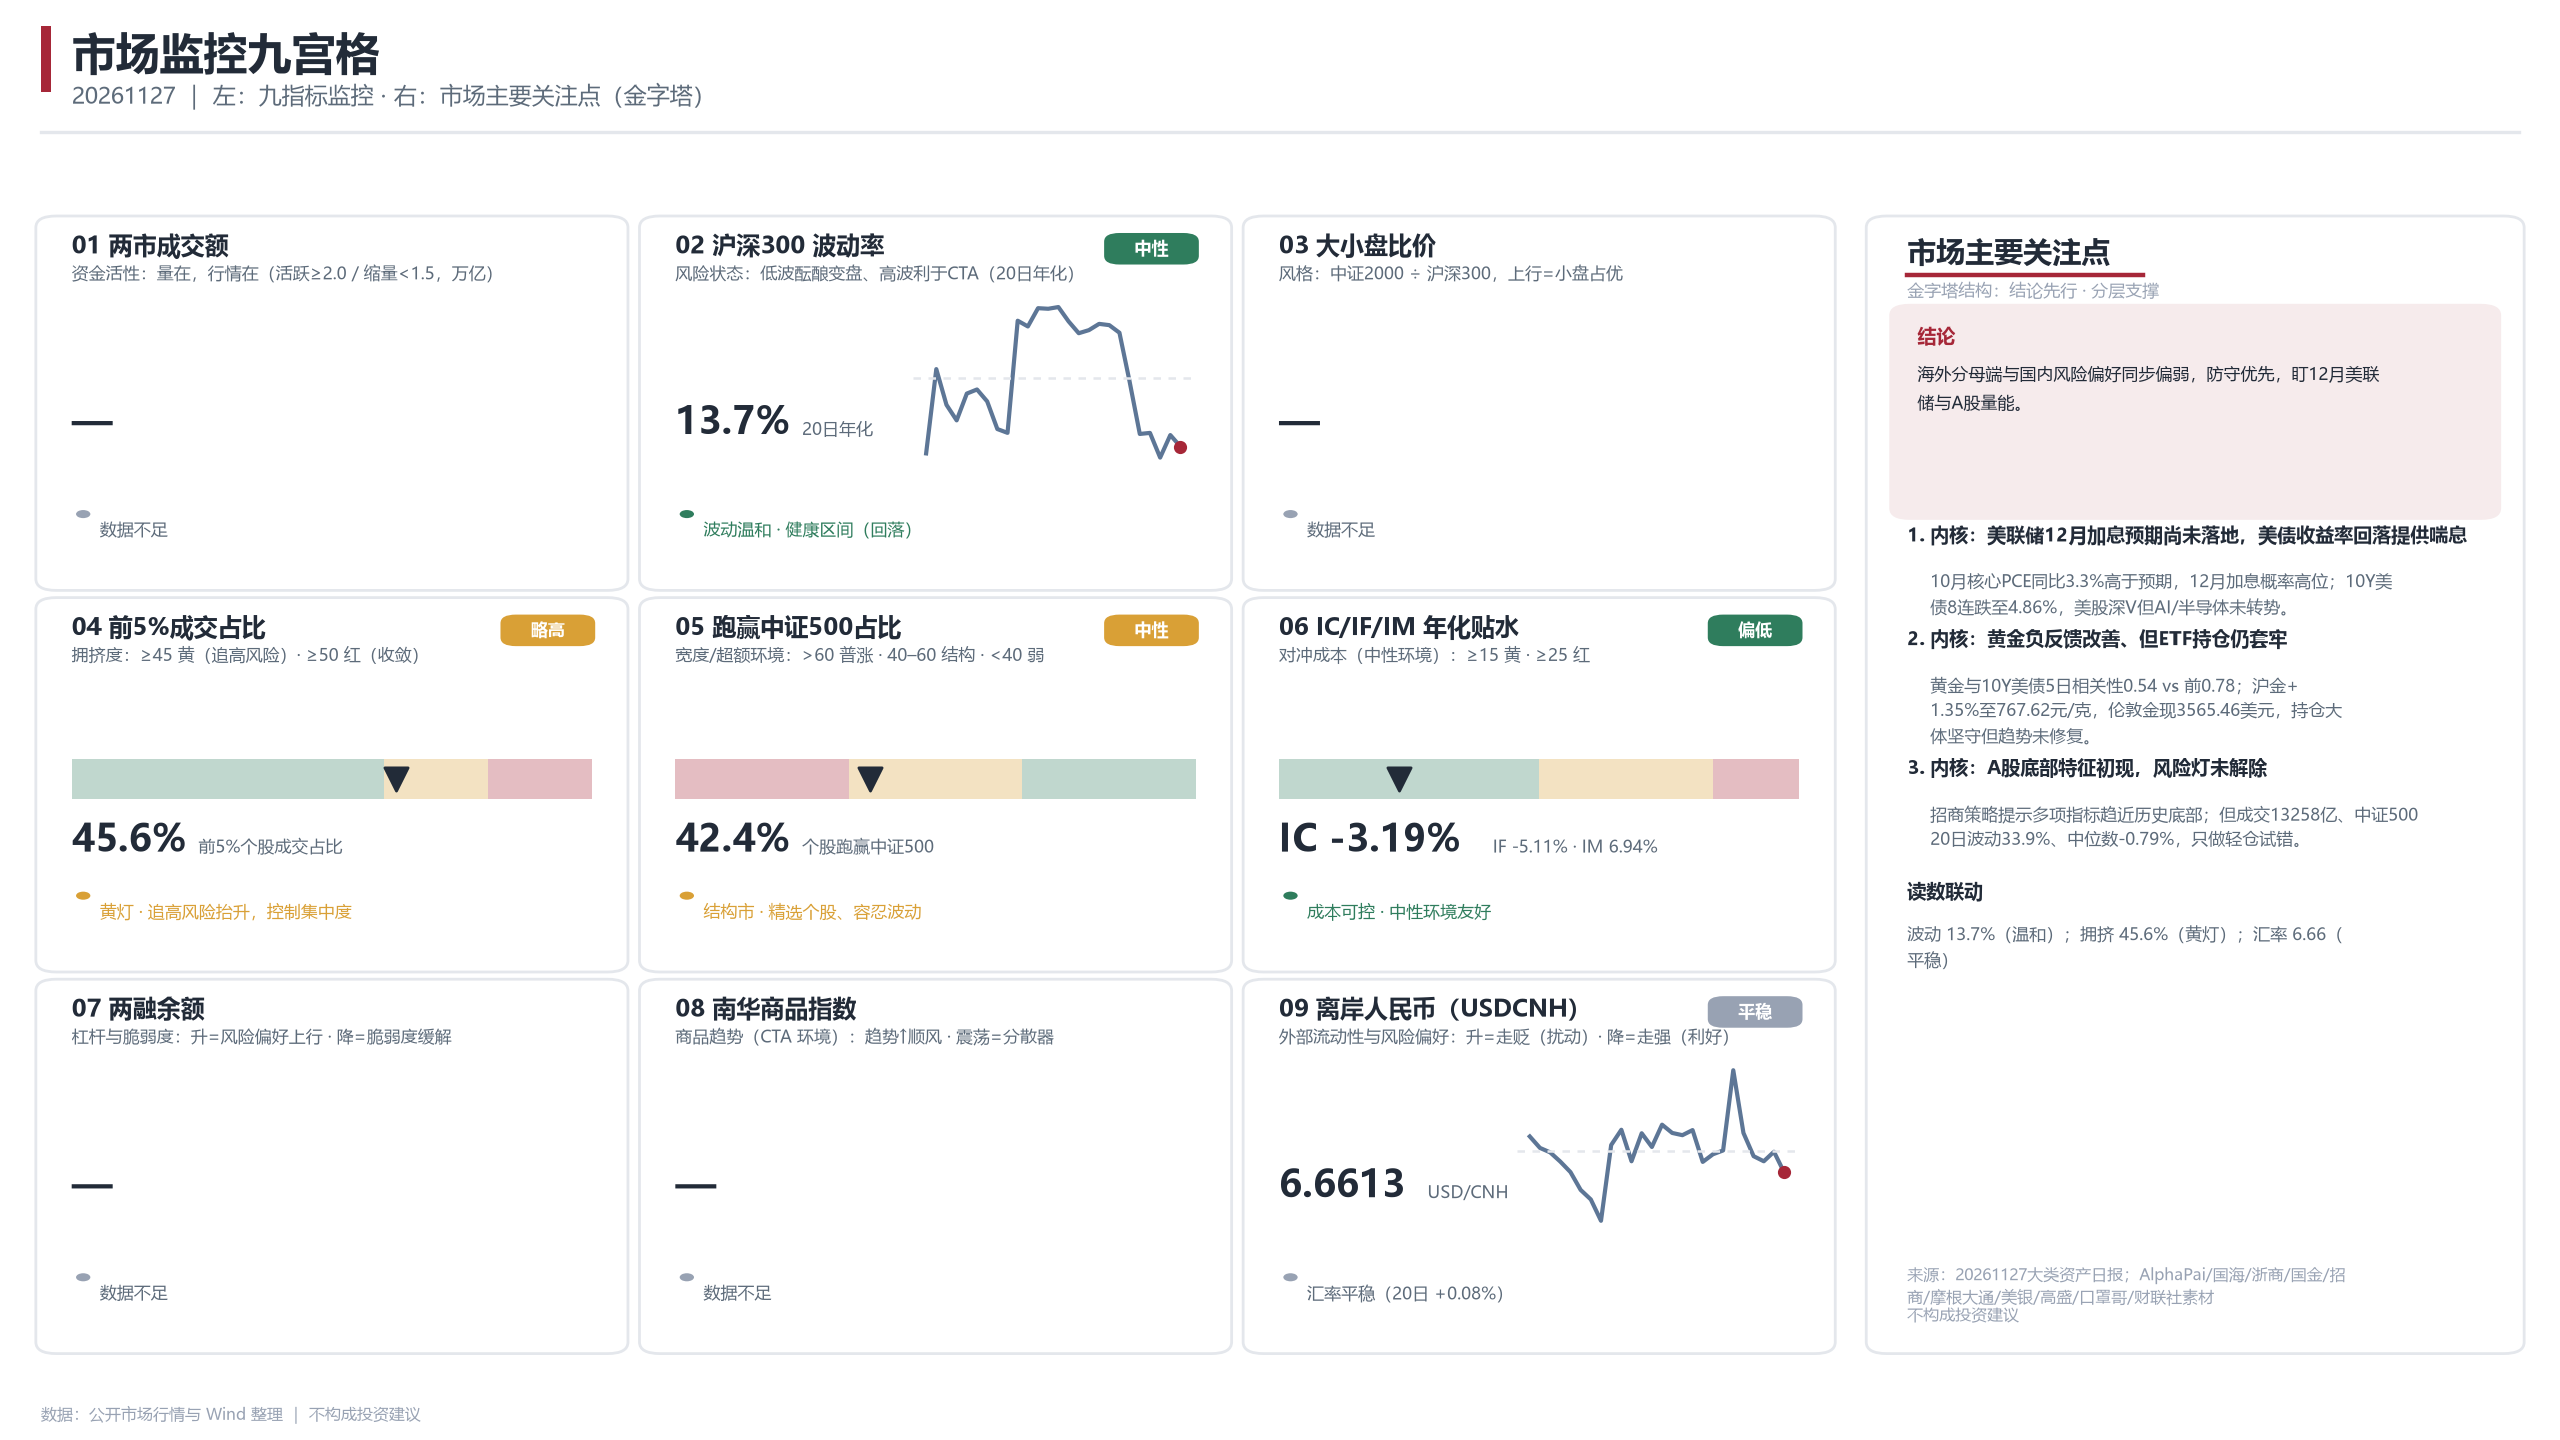 市场监控九宫格
20261127 ｜ 左：九指标监控 · 右：市场主要关注点（金字塔）
01 两市成交额
资金活性：量在，行情在（活跃≥2.0 / 缩量<1.5，万亿）
—
数据不足
02 沪深300 波动率
中性
风险状态：低波酝酿变盘、高波利于CTA（20日年化）
13.7% 20日年化
波动温和 · 健康区间（回落）
03 大小盘比价
风格：中证2000 ÷ 沪深300，上行=小盘占优
—
数据不足
04 前5%成交占比
略高
拥挤度：≥45 黄（追高风险）· ≥50 红（收敛）
45.6% 前5%个股成交占比
黄灯 · 追高风险抬升，控制集中度
05 跑赢中证500占比
中性
宽度/超额环境：>60 普涨 · 40–60 结构 · <40 弱
42.4% 个股跑赢中证500
结构市 · 精选个股、容忍波动
06 IC/IF/IM 年化贴水
偏低
对冲成本（中性环境）：≥15 黄 · ≥25 红
IC -3.19% IF -5.11% · IM 6.94%
成本可控 · 中性环境友好
07 两融余额
杠杆与脆弱度：升=风险偏好上行 · 降=脆弱度缓解
—
数据不足
08 南华商品指数
商品趋势（CTA 环境）：趋势↑顺风 · 震荡=分散器
—
数据不足
09 离岸人民币（USDCNH）
平稳
外部流动性与风险偏好：升=走贬（扰动）· 降=走强（利好）
6.6613 USD/CNH
汇率平稳（20日 +0.08%）
市场主要关注点
金字塔结构：结论先行 · 分层支撑
结论
海外分母端与国内风险偏好同步偏弱，防守优先，盯12月美联
储与A股量能。
1. 内核：美联储12月加息预期尚未落地，美债收益率回落提供喘息
10月核心PCE同比3.3%高于预期，12月加息概率高位；10Y美
债8连跌至4.86%，美股深V但AI/半导体未转势。
2. 内核：黄金负反馈改善、但ETF持仓仍套牢
黄金与10Y美债5日相关性0.54 vs 前0.78；沪金+
1.35%至767.62元/克，伦敦金现3565.46美元，持仓大
体坚守但趋势未修复。
3. 内核：A股底部特征初现，风险灯未解除
招商策略提示多项指标趋近历史底部；但成交13258亿、中证500
20日波动33.9%、中位数-0.79%，只做轻仓试错。
读数联动
波动 13.7%（温和）；拥挤 45.6%（黄灯）；汇率 6.66（
平稳）
来源：20261127大类资产日报；AlphaPai/国海/浙商/国金/招
商/摩根大通/美银/高盛/口罩哥/财联社素材
不构成投资建议
数据：公开市场行情与 Wind 整理 ｜ 不构成投资建议